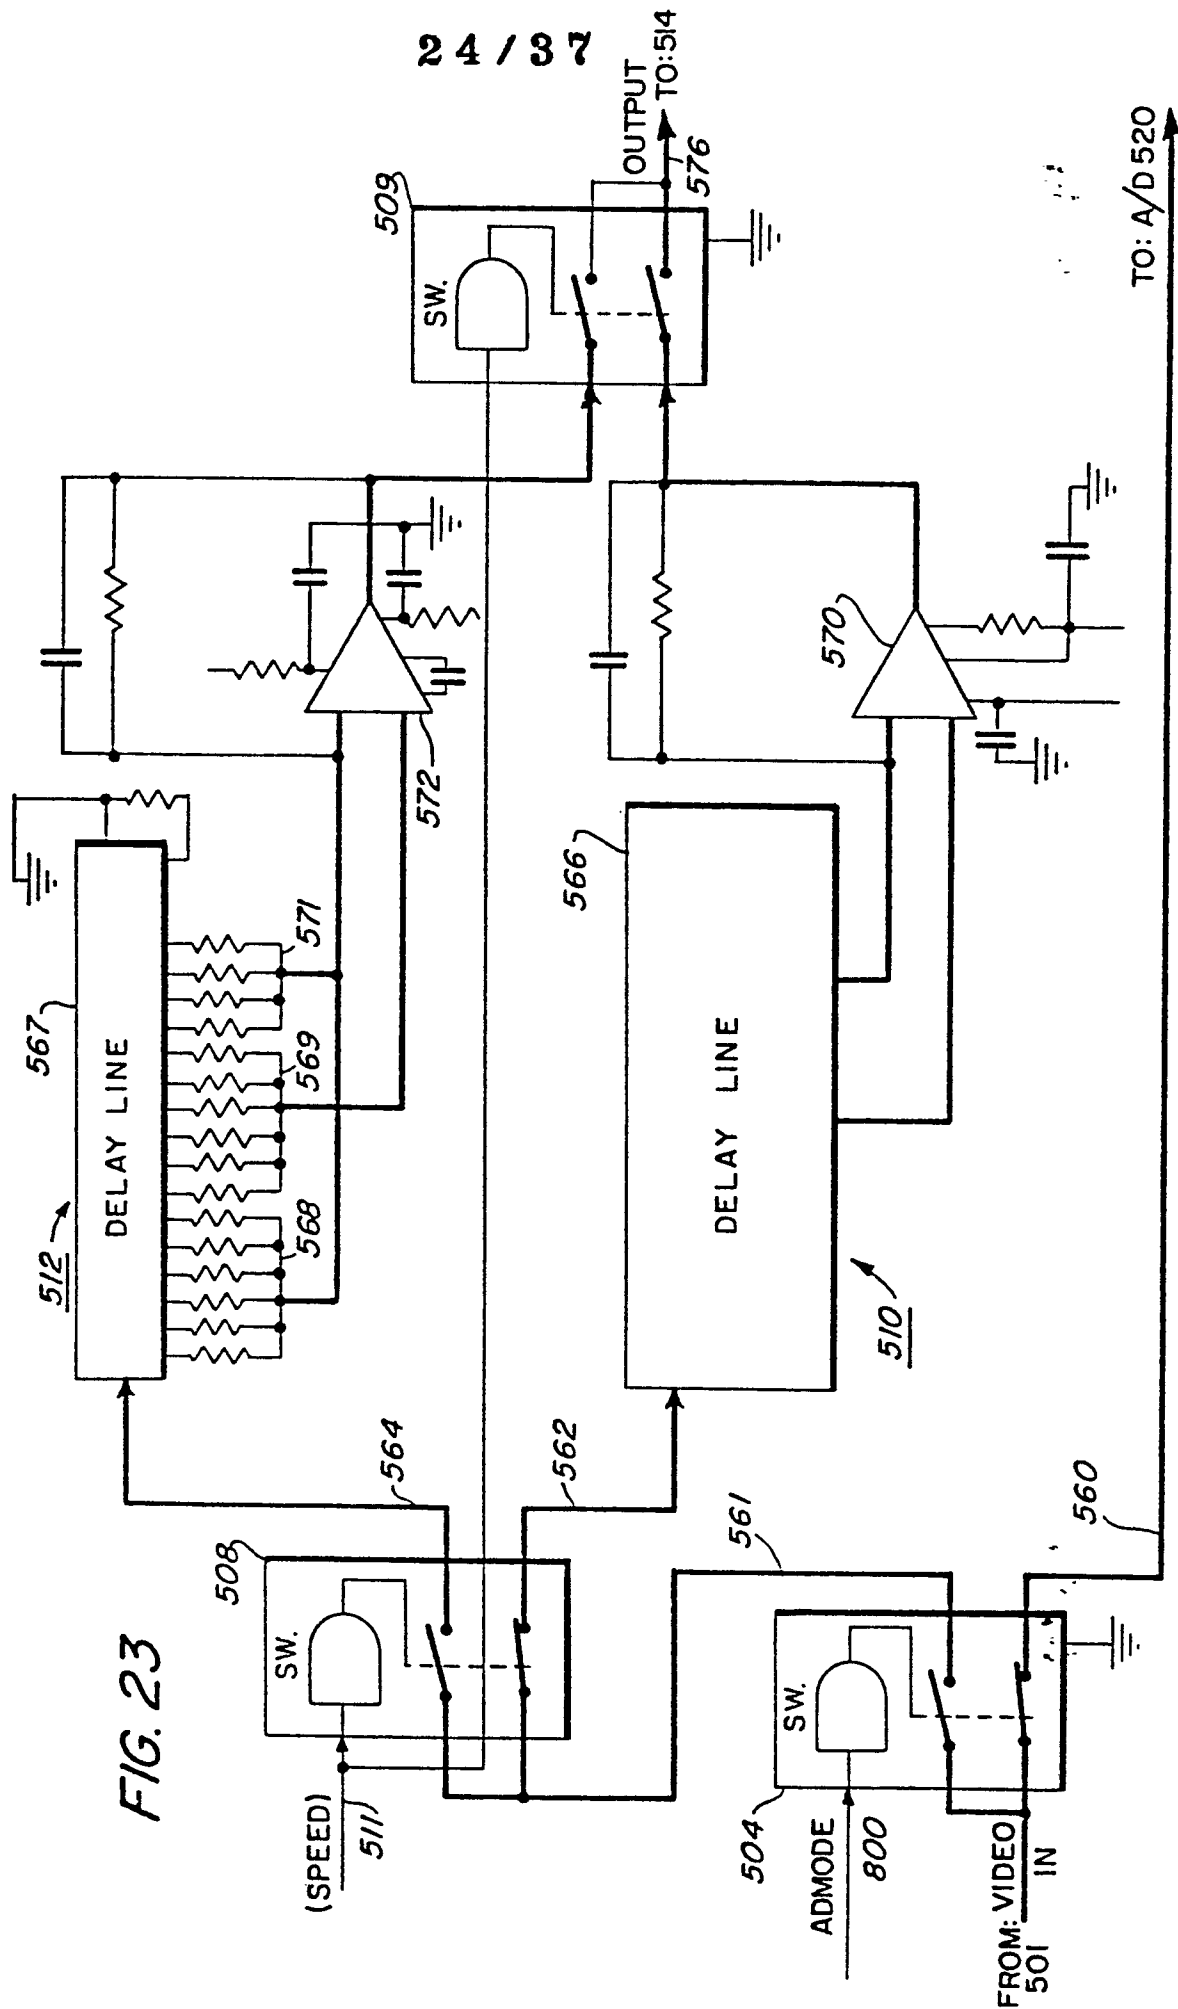 24/37
FIG. 23
512
567
DELAY LINE
568
569
571
572
564
508
SW.
(SPEED)
511
562
566
DELAY LINE
510
570
509
SW.
OUTPUT
TO:514
576
561
504
SW.
ADMODE
800
FROM: VIDEO
501 IN
560
TO: A/D 520